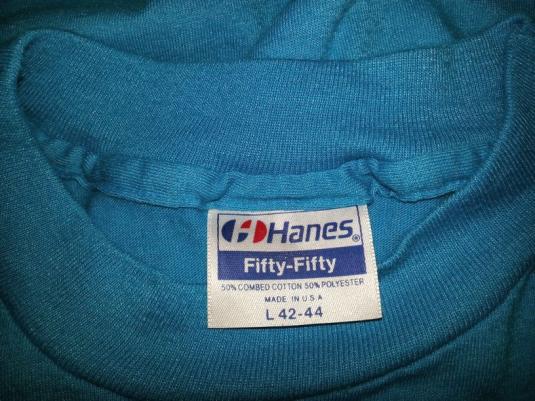 Hanes®
Fifty-Fifty
50% COMBED COTTON 50% POLYESTER
MADE IN U.S.A
L 42-44